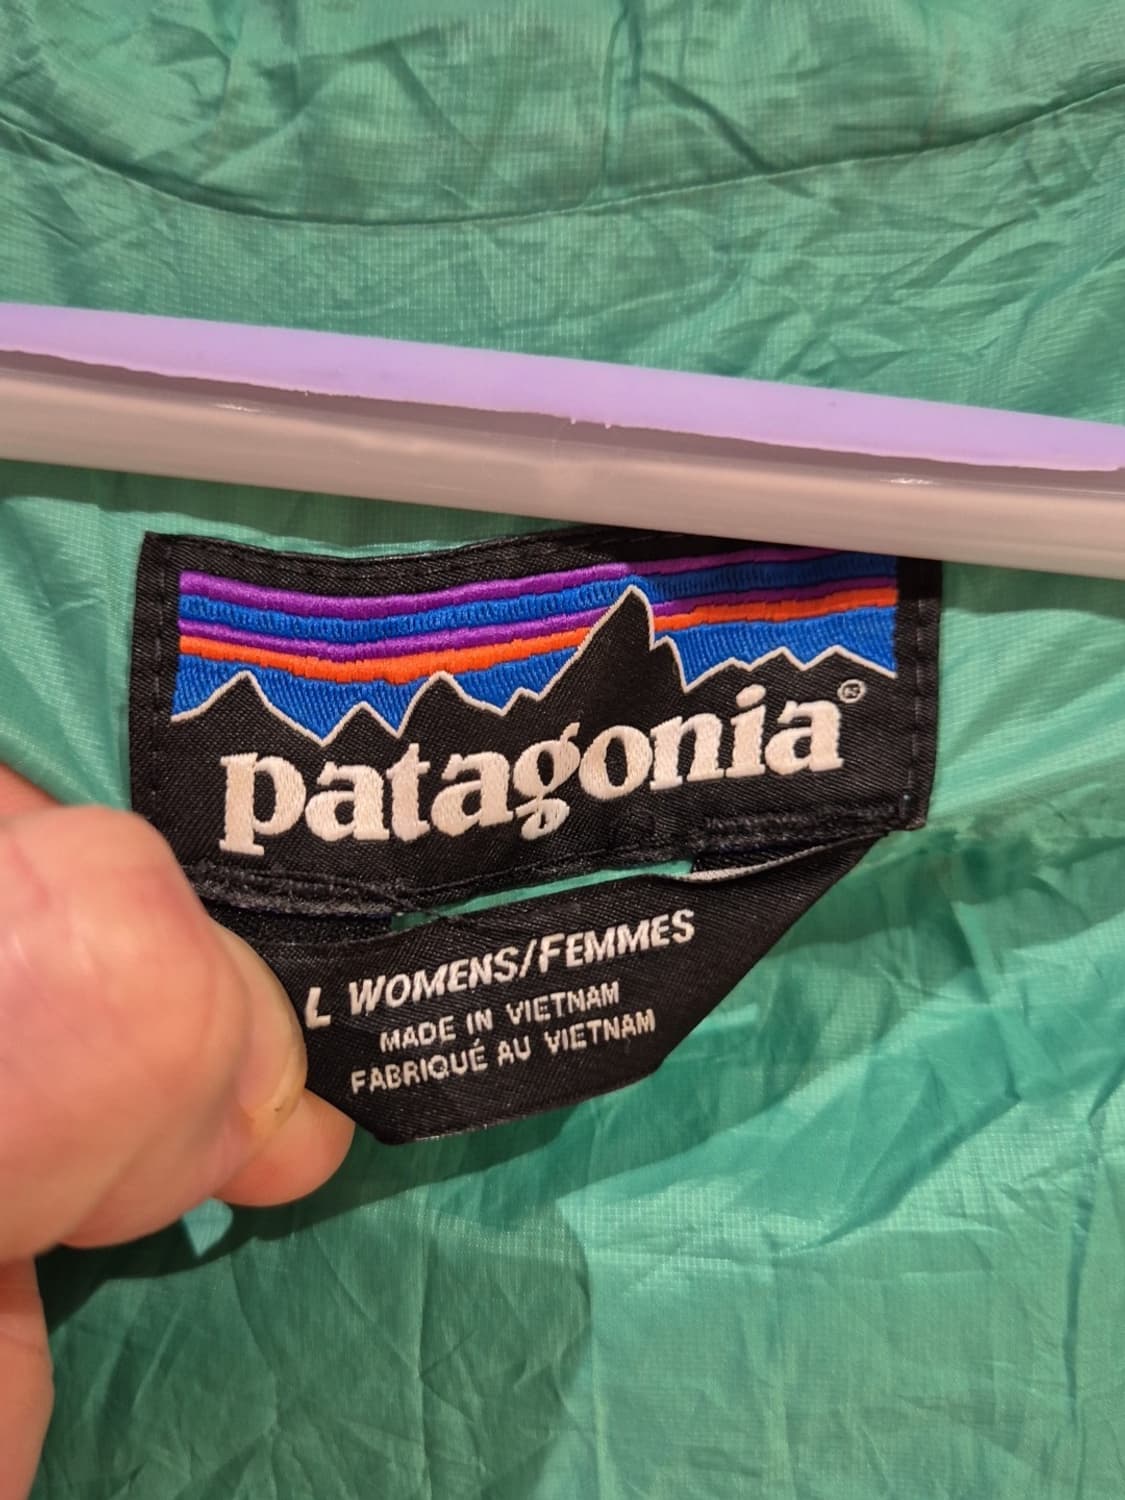 patagonia®
L WOMENS/FEMMES
MADE IN VIETNAM
FABRIQUÉ AU VIETNAM